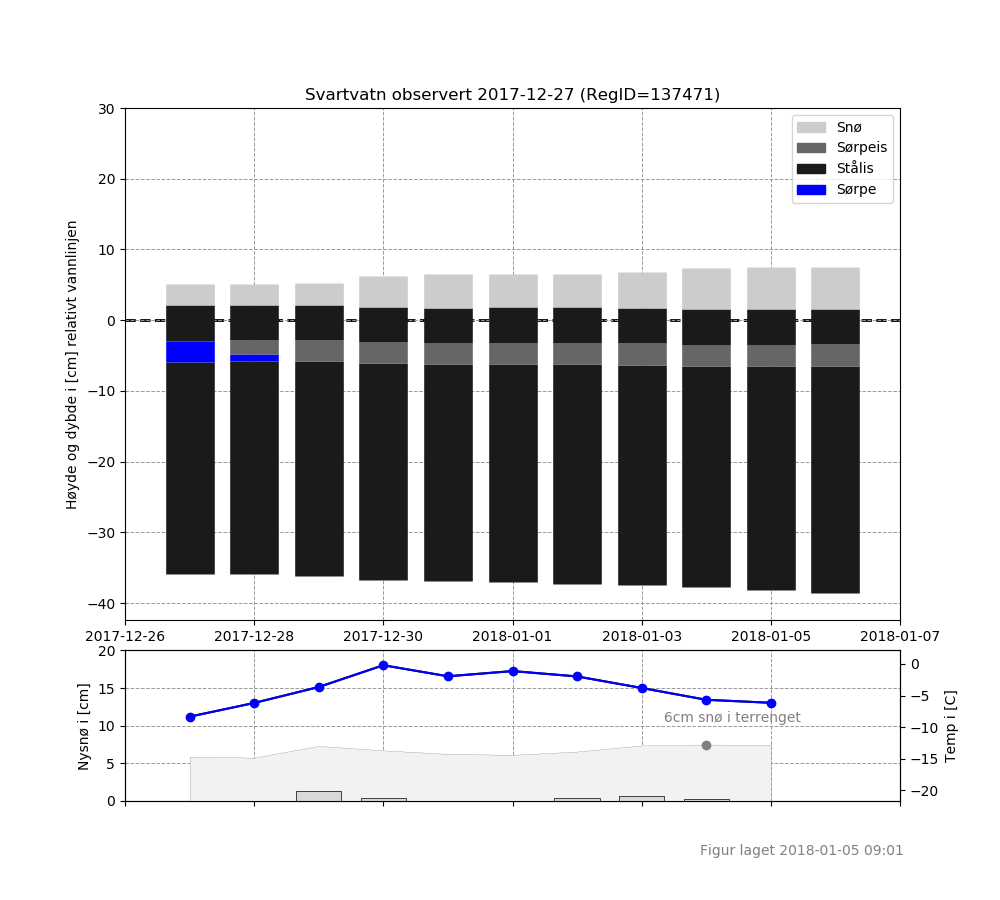 Svartvatn observert 2017-12-27 (RegID=137471)
Høyde og dybde i [cm] relativt vannlinjen
30
20
10
0
−10
−20
−30
−40
Snø
Sørpeis
Stålis
Sørpe
2017-12-26
2017-12-28
2017-12-30
2018-01-01
2018-01-03
2018-01-05
2018-01-07
Nysnø i [cm]
20
15
10
5
0
6cm snø i terrenget
0
−5
−10
−15
−20
Temp i [C]
Figur laget 2018-01-05 09:01